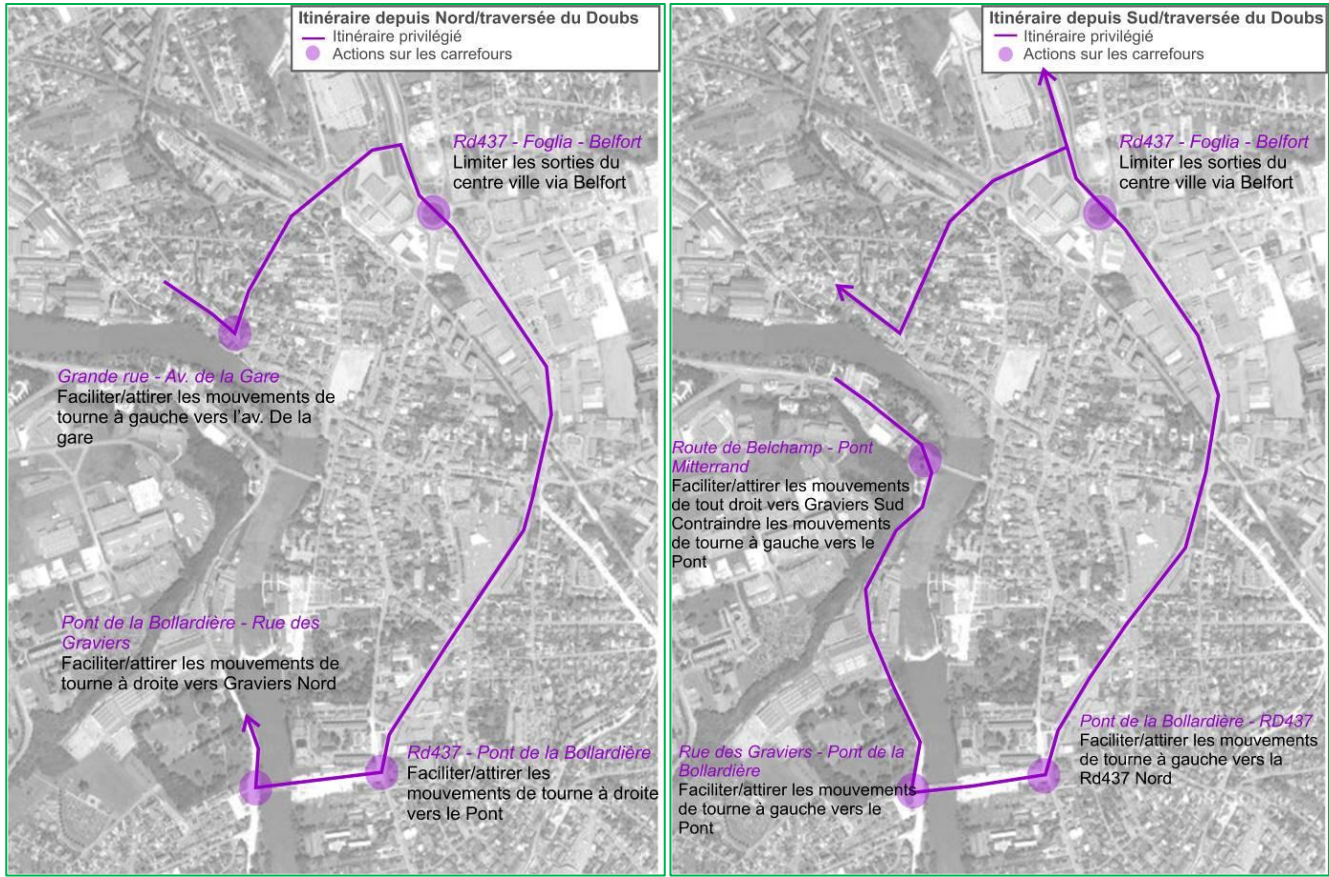 Itinéraire depuis Nord/traversée du Doubs
Itinéraire privilégié
Actions sur les carrefours
Rd437 - Foglia - Belfort
Limiter les sorties du
centre ville via Belfort
Grande rue - Av. de la Gare
Faciliter/attirer les mouvements de
tourne à gauche vers l'av. De la
gare
Pont de la Bollardière - Rue des
Graviers
Faciliter/attirer les mouvements de
tourne à droite vers Graviers Nord
Rd437 - Pont de la Bollardière
Faciliter/attirer les
mouvements de tourne à droite
vers le Pont
Itinéraire depuis Sud/traversée du Doubs
Itinéraire privilégié
Actions sur les carrefours
Rd437 - Foglia - Belfort
Limiter les sorties du
centre ville via Belfort
Route de Belchamp - Pont
Mitterrand
Faciliter/attirer les mouvements
de tout droit vers Graviers Sud
Contraindre les mouvements
de tourne à gauche vers le
Pont
Rue des Graviers - Pont de la
Bollardière
Faciliter/attirer les mouvements
de tourne à gauche vers le
Pont
Pont de la Bollardière - RD437
Faciliter/attirer les mouvements
de tourne à gauche vers la
Rd437 Nord